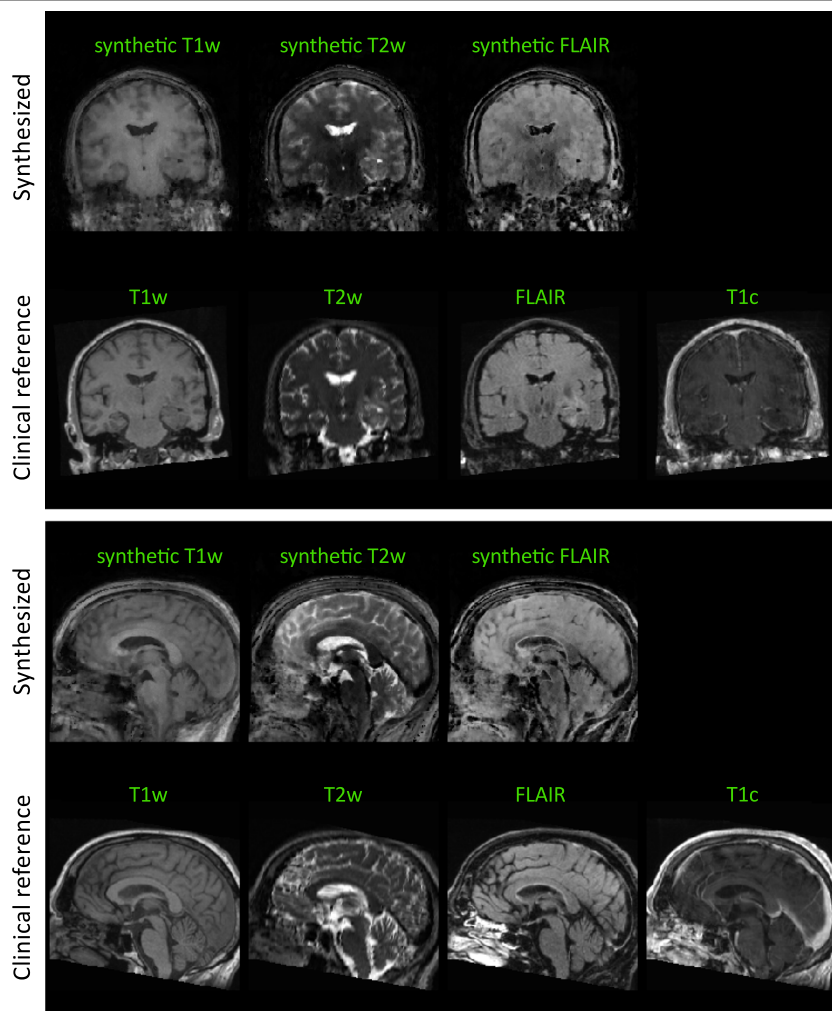 synthetic T1w synthetic T2w synthetic FLAIR
Synthesized
T1w T2w FLAIR T1c
Clinical reference
synthetic T1w synthetic T2w synthetic FLAIR
Synthesized
T1w T2w FLAIR T1c
Clinical reference